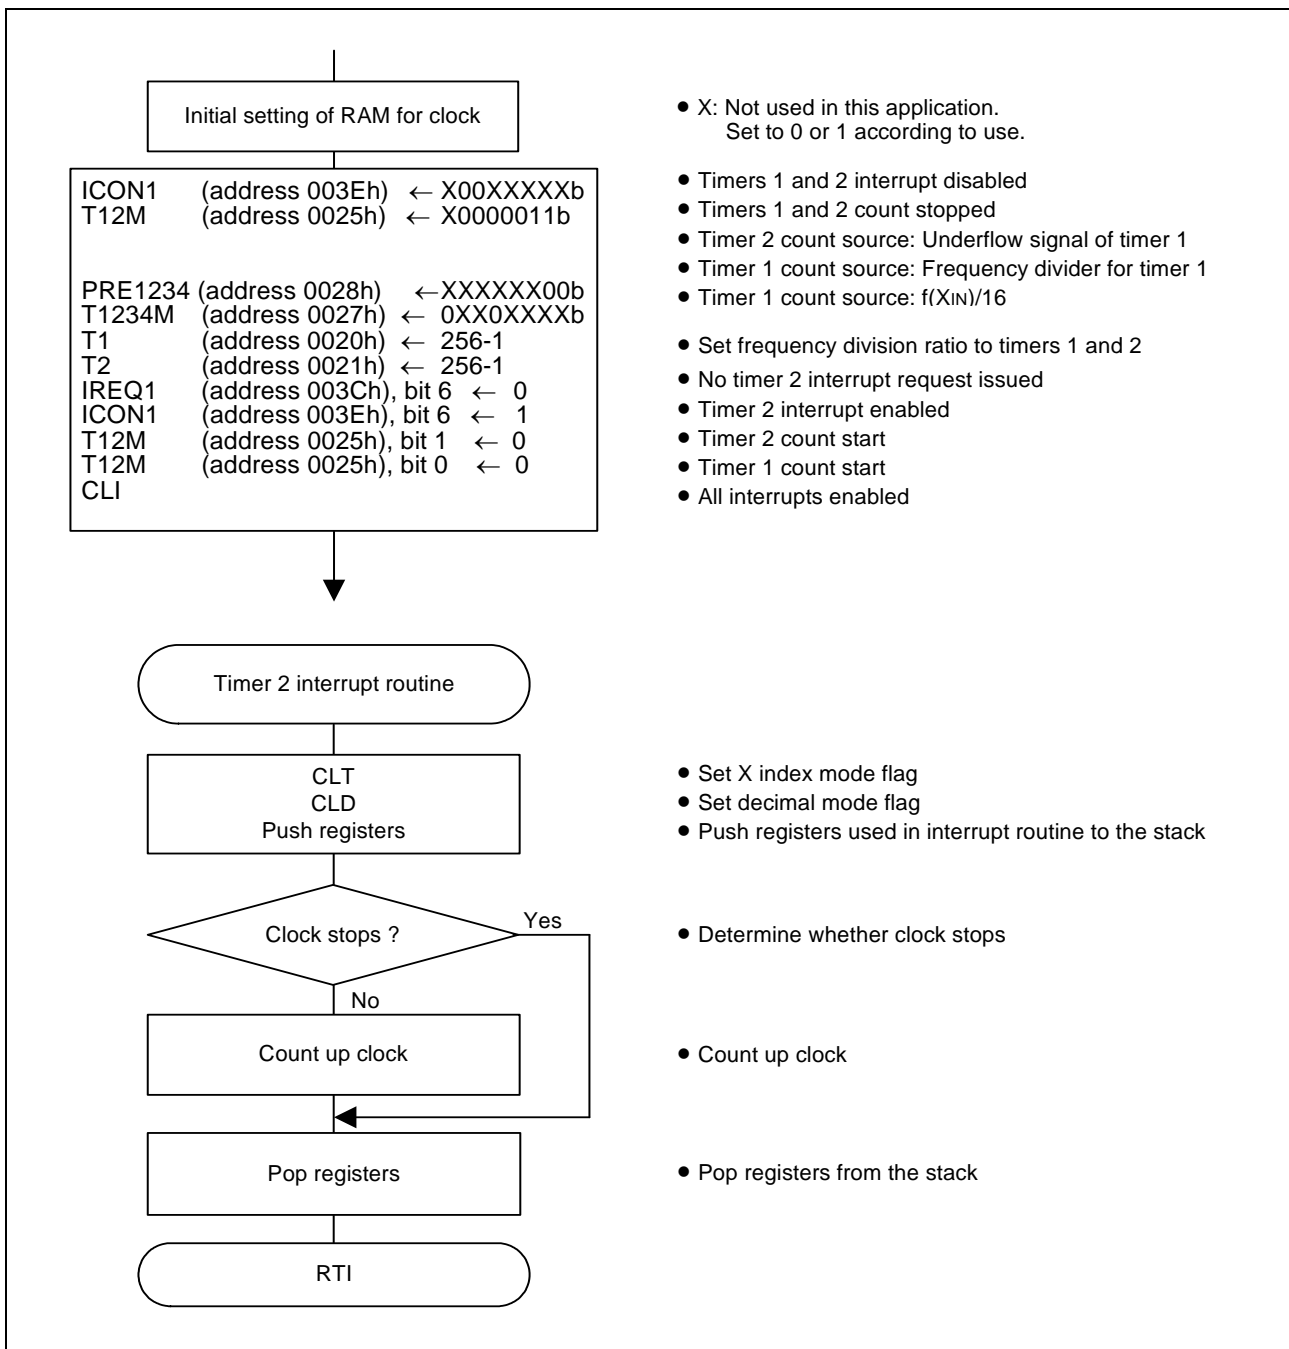 Initial setting of RAM for clock
● X: Not used in this application.
Set to 0 or 1 according to use.
ICON1 (address 003Eh) ← X00XXXXXb
● Timers 1 and 2 interrupt disabled
T12M (address 0025h) ← X0000011b
● Timers 1 and 2 count stopped
● Timer 2 count source: Underflow signal of timer 1
● Timer 1 count source: Frequency divider for timer 1
PRE1234 (address 0028h) ←XXXXXX00b
● Timer 1 count source: f(XIN)/16
T1234M (address 0027h) ← 0XX0XXXXb
T1 (address 0020h) ← 256-1
● Set frequency division ratio to timers 1 and 2
T2 (address 0021h) ← 256-1
IREQ1 (address 003Ch), bit 6 ← 0
● No timer 2 interrupt request issued
ICON1 (address 003Eh), bit 6 ← 1
● Timer 2 interrupt enabled
T12M (address 0025h), bit 1 ← 0
● Timer 2 count start
T12M (address 0025h), bit 0 ← 0
● Timer 1 count start
CLI
● All interrupts enabled
Timer 2 interrupt routine
CLT
● Set X index mode flag
CLD
● Set decimal mode flag
Push registers
● Push registers used in interrupt routine to the stack
Clock stops ?
Yes
● Determine whether clock stops
No
Count up clock
● Count up clock
Pop registers
● Pop registers from the stack
RTI